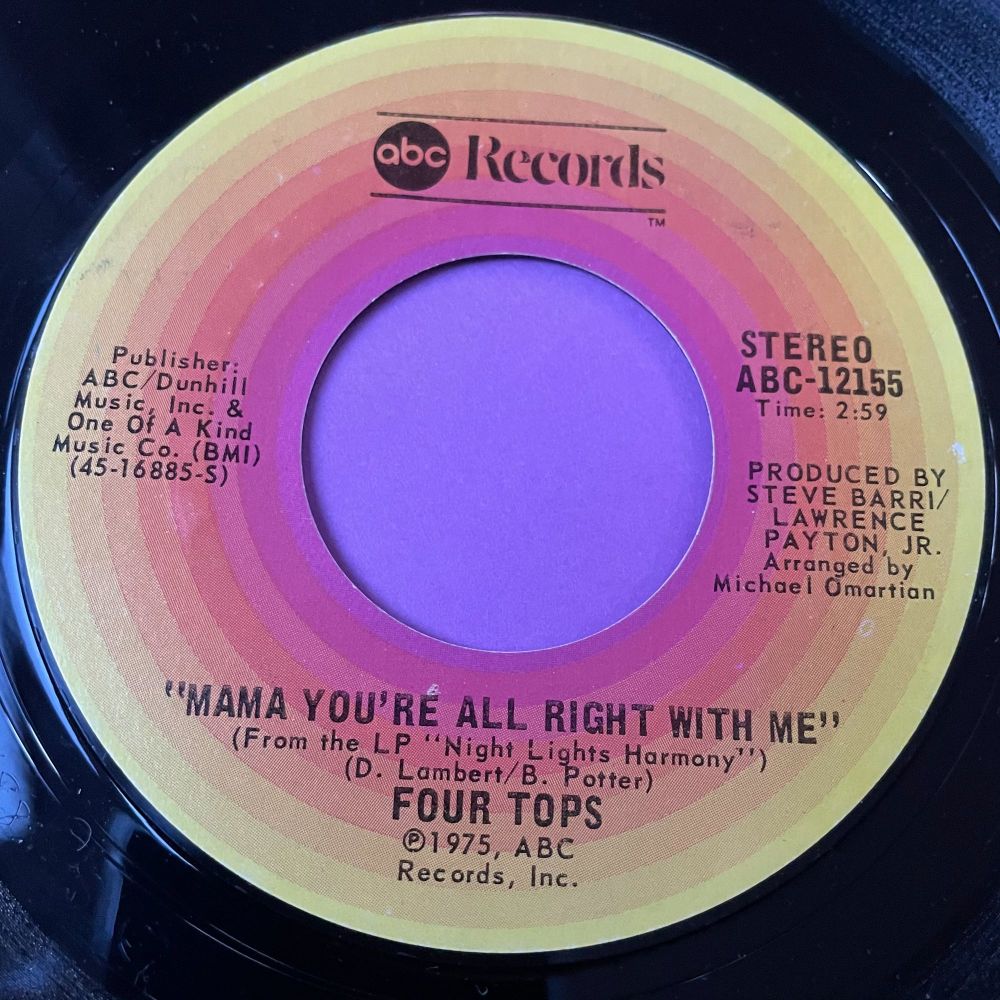 abc Records
TM
Publisher:
ABC/Dunhill
Music, Inc. &
One Of A Kind
Music Co. (BMI)
(45-16885-S)
STEREO
ABC-12155
Time: 2:59
PRODUCED BY
STEVE BARRI/
LAWRENCE
PAYTON, JR.
Arranged by
Michael Omartian
"MAMA YOU'RE ALL RIGHT WITH ME"
(From the LP "Night Lights Harmony")
(D. Lambert/B. Potter)
FOUR TOPS
℗1975, ABC
Records, Inc.